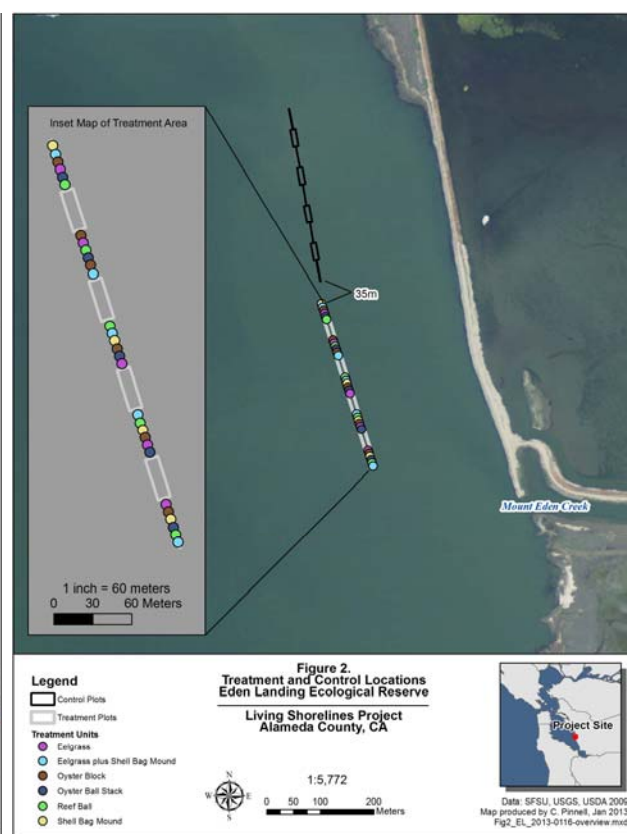 Inset Map of Treatment Area
35m
Mount Eden Creek
1 inch = 60 meters
0 30 60 Meters
Legend
Control Plots
Treatment Plots
Treatment Units
Eelgrass
Eelgrass plus Shell Bag Mound
Oyster Block
Oyster Ball Stack
Reef Ball
Shell Bag Mound
Figure 2.
Treatment and Control Locations
Eden Landing Ecological Reserve
Living Shorelines Project
Alameda County, CA
N
W E
S
1:5,772
0 50 100 200
Meters
Project Site
Data: SFSU, USGS, USDA 2009
Map produced by C. Pinnell, Jan 2013
Fig2_EL_2013-0116-overview.mxd